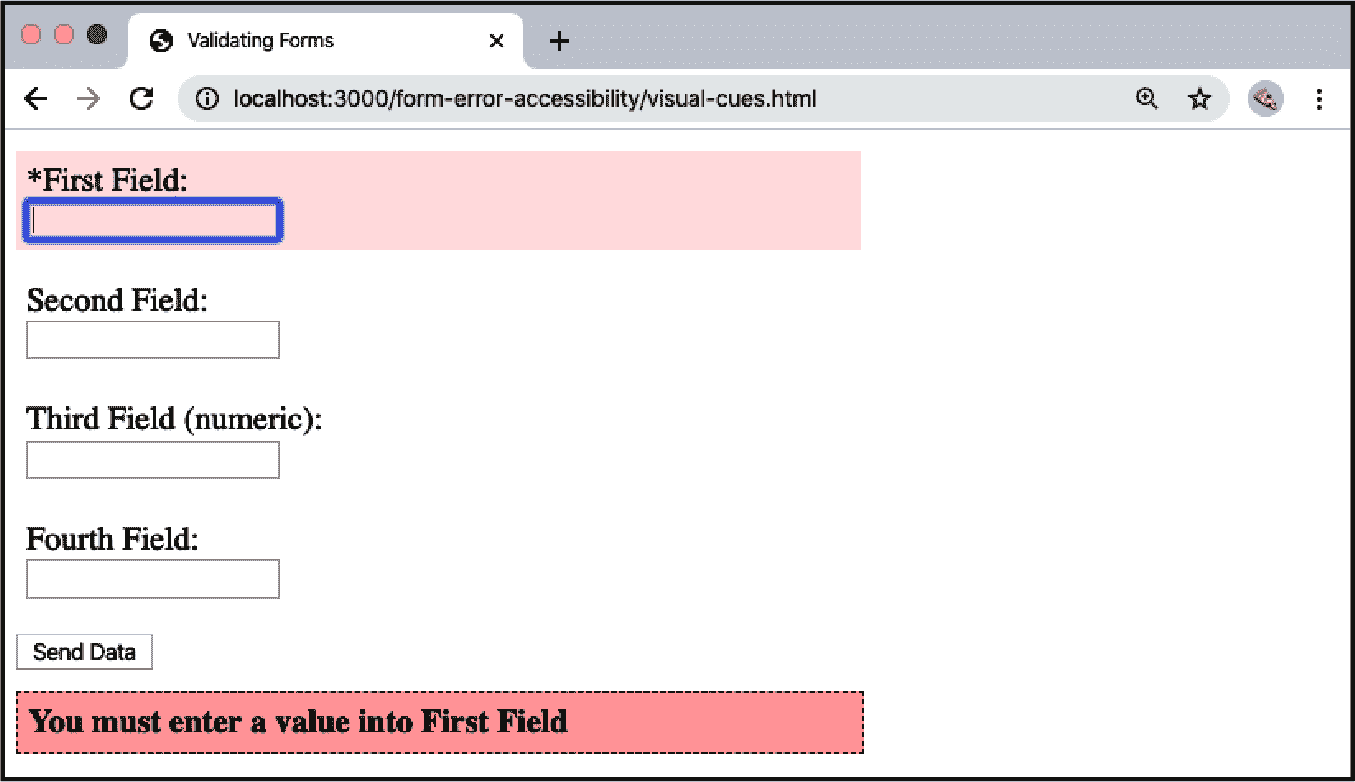 Validating Forms
localhost:3000/form-error-accessibility/visual-cues.html
*First Field:
Second Field:
Third Field (numeric):
Fourth Field:
Send Data
You must enter a value into First Field